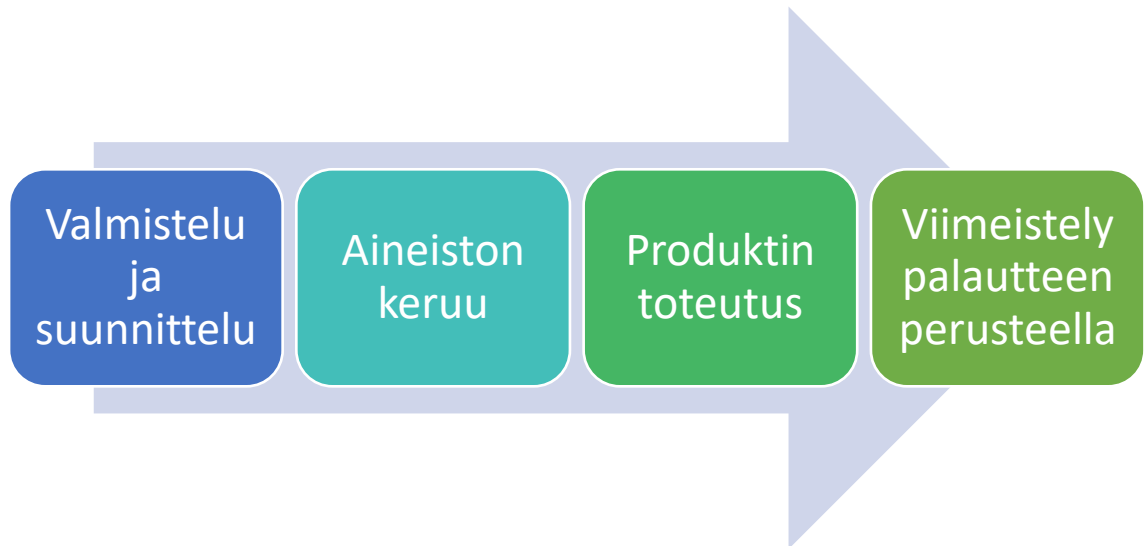 Valmistelu
ja
suunnittelu
Aineiston
keruu
Produktin
toteutus
Viimeistely
palautteen
perusteella